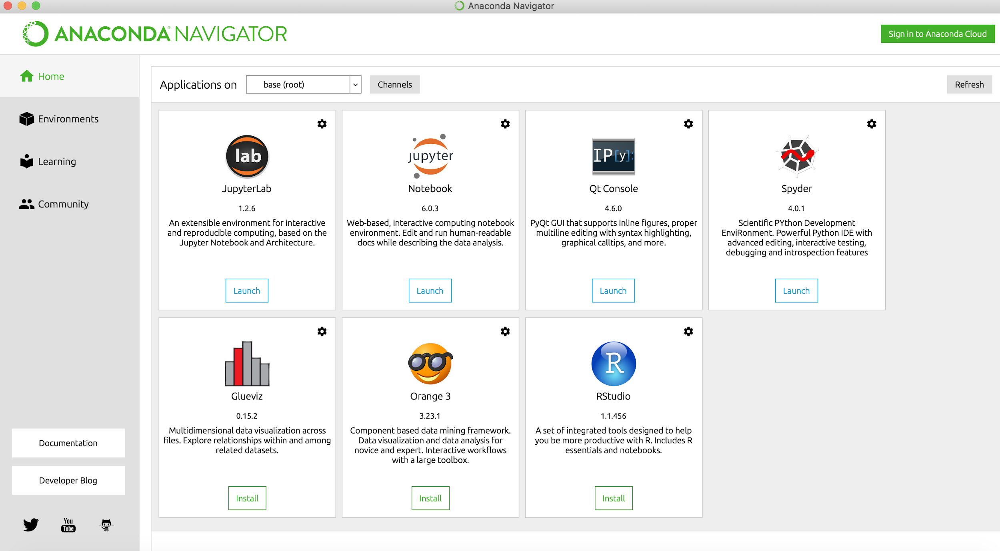 Anaconda Navigator
ANACONDA® NAVIGATOR
Sign in to Anaconda Cloud
Home
Environments
Learning
Community
Documentation
Developer Blog
You
Tube
Applications on
base (root)
Channels
Refresh
lab
JupyterLab
1.2.6
An extensible environment for interactive
and reproducible computing, based on the
Jupyter Notebook and Architecture.
Launch
jupyter
Notebook
6.0.3
Web-based, interactive computing notebook
environment. Edit and run human-readable
docs while describing the data analysis.
Launch
IP[y]:
Qt Console
4.6.0
PyQt GUI that supports inline figures, proper
multiline editing with syntax highlighting,
graphical calltips, and more.
Launch
Spyder
4.0.1
Scientific PYthon Development
EnviRonment. Powerful Python IDE with
advanced editing, interactive testing,
debugging and introspection features
Launch
Glueviz
0.15.2
Multidimensional data visualization across
files. Explore relationships within and among
related datasets.
Install
Orange 3
3.23.1
Component based data mining framework.
Data visualization and data analysis for
novice and expert. Interactive workflows
with a large toolbox.
Install
R
RStudio
1.1.456
A set of integrated tools designed to help
you be more productive with R. Includes R
essentials and notebooks.
Install